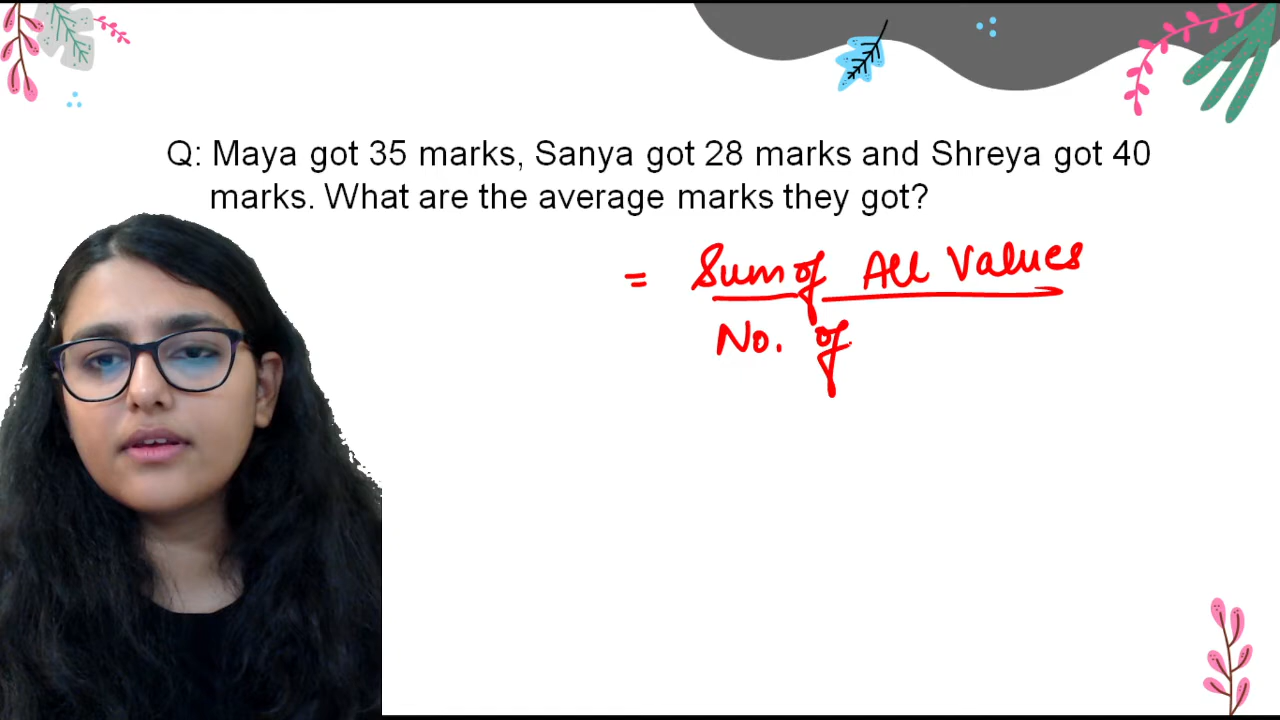 Q: Maya got 35 marks, Sanya got 28 marks and Shreya got 40
marks. What are the average marks they got?
= Sum of All Values
No. of